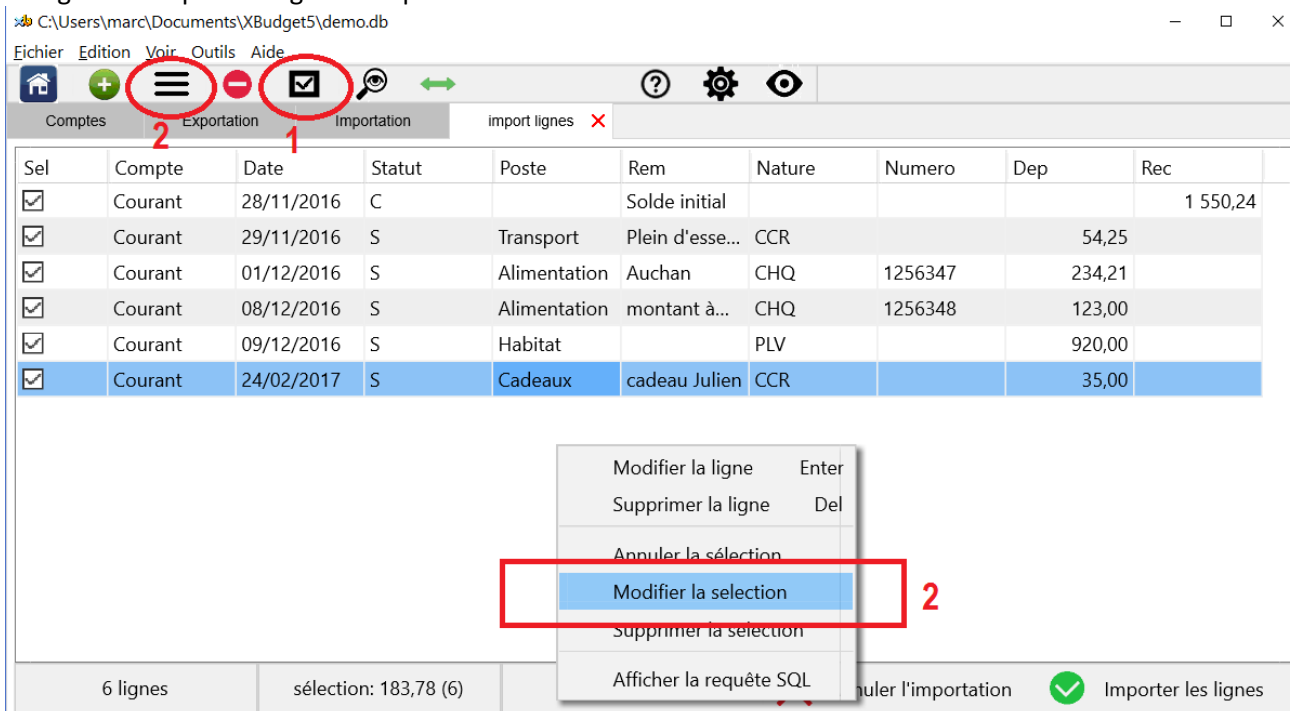 C:\Users\marc\Documents\XBudget5\demo.db
Fichier Edition Voir Outils Aide
Comptes Exportation Importation import lignes
2 1
Sel Compte Date Statut Poste Rem Nature Numero Dep Rec
Courant 28/11/2016 C Solde initial 1 550,24
Courant 29/11/2016 S Transport Plein d'esse... CCR 54,25
Courant 01/12/2016 S Alimentation Auchan CHQ 1256347 234,21
Courant 08/12/2016 S Alimentation montant à... CHQ 1256348 123,00
Courant 09/12/2016 S Habitat PLV 920,00
Courant 24/02/2017 S Cadeaux cadeau Julien CCR 35,00
Modifier la ligne Enter
Supprimer la ligne Del
Annuler la sélection
Modifier la selection 2
Supprimer la selection
Afficher la requête SQL
6 lignes sélection: 183,78 (6) nuler l'importation Importer les lignes